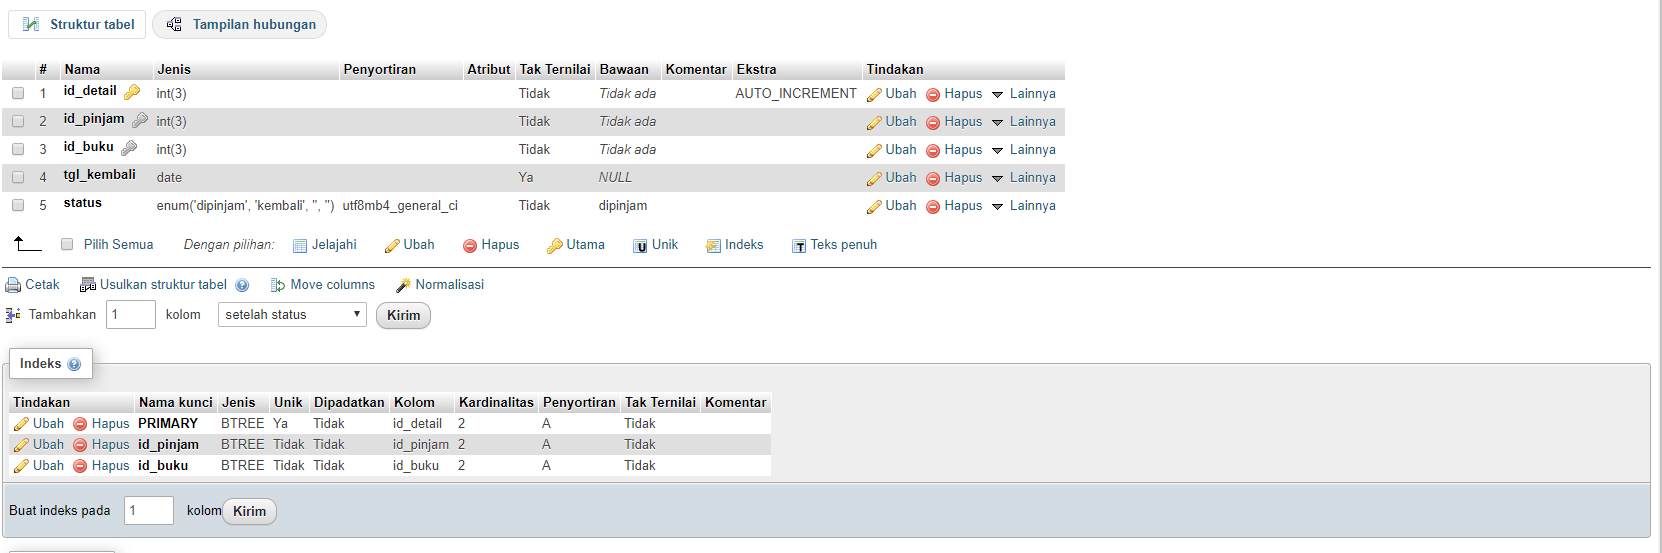 Struktur tabel Tampilan hubungan
# Nama Jenis Penyortiran Atribut Tak Ternilai Bawaan Komentar Ekstra Tindakan
1 id_detail int(3) Tidak Tidak ada AUTO_INCREMENT Ubah Hapus Lainnya
2 id_pinjam int(3) Tidak Tidak ada Ubah Hapus Lainnya
3 id_buku int(3) Tidak Tidak ada Ubah Hapus Lainnya
4 tgl_kembali date Ya NULL Ubah Hapus Lainnya
5 status enum('dipinjam', 'kembali', '', '') utf8mb4_general_ci Tidak dipinjam Ubah Hapus Lainnya
Pilih Semua Dengan pilihan: Jelajahi Ubah Hapus Utama Unik Indeks Teks penuh
Cetak Usulkan struktur tabel Move columns Normalisasi
Tambahkan 1 kolom setelah status Kirim
Indeks
Tindakan Nama kunci Jenis Unik Dipadatkan Kolom Kardinalitas Penyortiran Tak Ternilai Komentar
Ubah Hapus PRIMARY BTREE Ya Tidak id_detail 2 A Tidak
Ubah Hapus id_pinjam BTREE Tidak Tidak id_pinjam 2 A Tidak
Ubah Hapus id_buku BTREE Tidak Tidak id_buku 2 A Tidak
Buat indeks pada 1 kolom Kirim